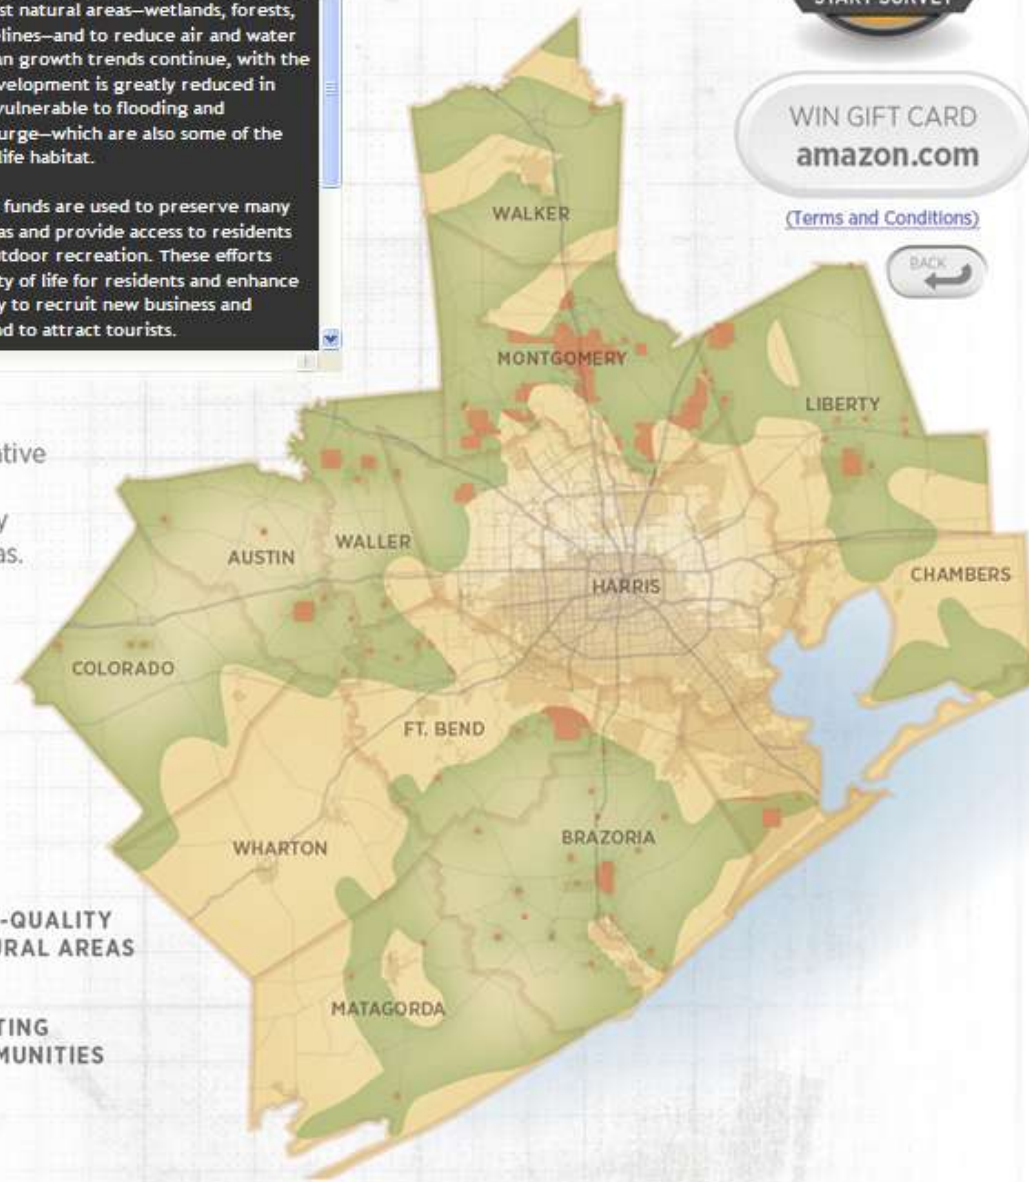 st natural areas—wetlands, forests,
lines—and to reduce air and water
an growth trends continue, with the
velopment is greatly reduced in
vulnerable to flooding and
urge—which are also some of the
life habitat.
funds are used to preserve many
as and provide access to residents
tdoor recreation. These efforts
ty of life for residents and enhance
y to recruit new business and
d to attract tourists.
START SURVEY
WIN GIFT CARD
amazon.com
(Terms and Conditions)
BACK
WALKER
MONTGOMERY
LIBERTY
tive
y
as.
AUSTIN
WALLER
HARRIS
CHAMBERS
COLORADO
FT. BEND
WHARTON
BRAZORIA
-QUALITY
URAL AREAS
MATAGORDA
TING
MUNITIES